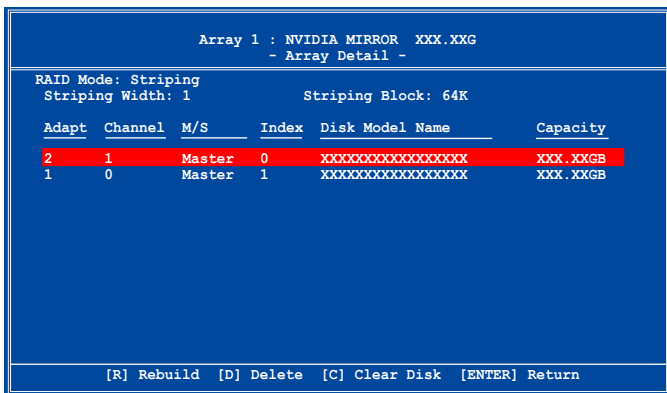 Array 1 : NVIDIA MIRROR XXX.XXG
- Array Detail -
RAID Mode: Striping
Striping Width: 1 Striping Block: 64K
Adapt Channel M/S Index Disk Model Name Capacity
2 1 Master 0 XXXXXXXXXXXXXXXXX XXX.XXGB
1 0 Master 1 XXXXXXXXXXXXXXXXX XXX.XXGB
[R] Rebuild [D] Delete [C] Clear Disk [ENTER] Return